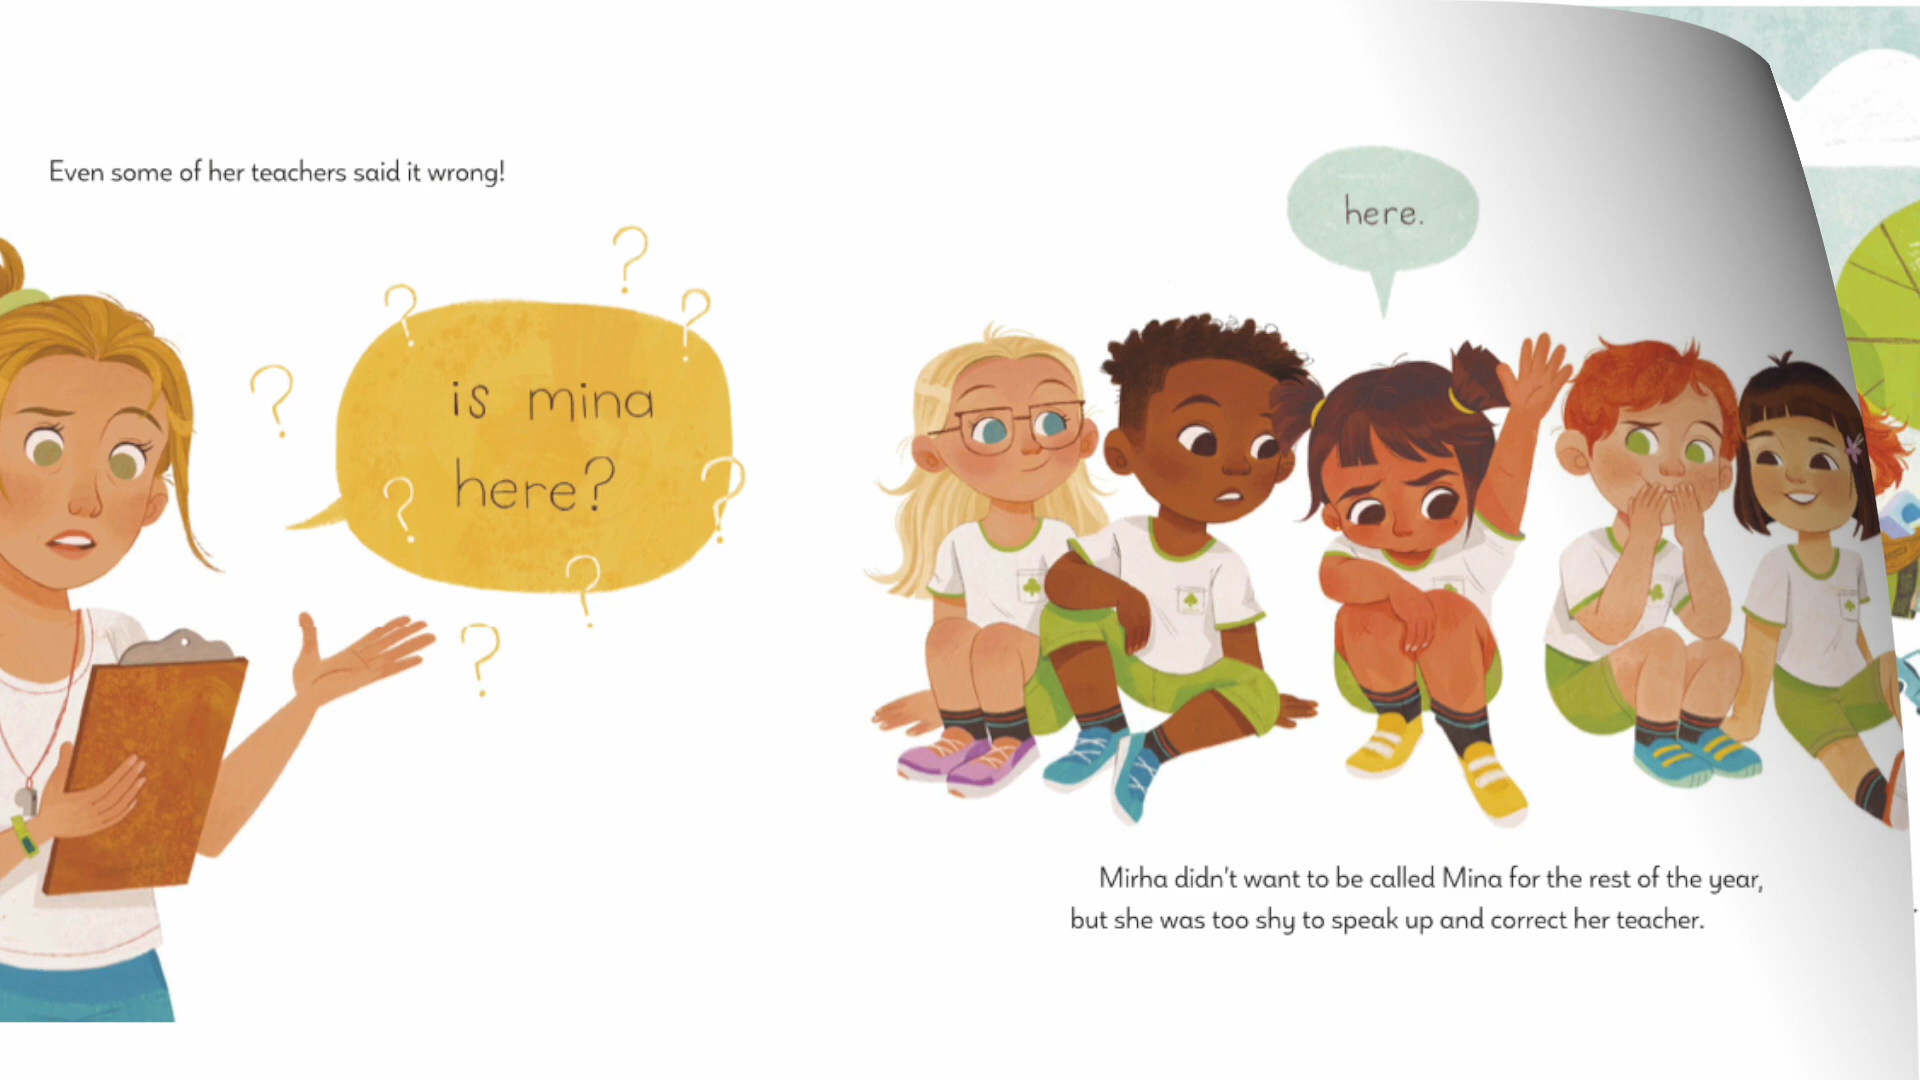 Even some of her teachers said it wrong!
is mina
here?
here.
Mirha didn't want to be called Mina for the rest of the year,
but she was too shy to speak up and correct her teacher.